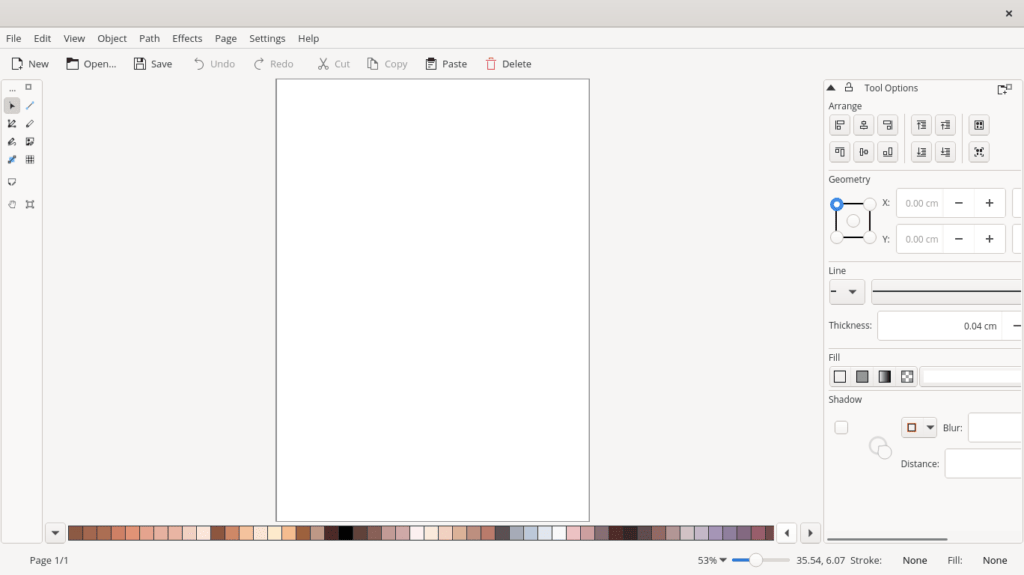 File Edit View Object Path Effects Page Settings Help
New Open... Save Undo Redo Cut Copy Paste Delete
... Tool Options
Arrange
Geometry
X: 0.00 cm
Y: 0.00 cm
Line
Thickness: 0.04 cm
Fill
Shadow
Blur:
Distance:
Page 1/1 53% 35.54, 6.07 Stroke: None Fill: None